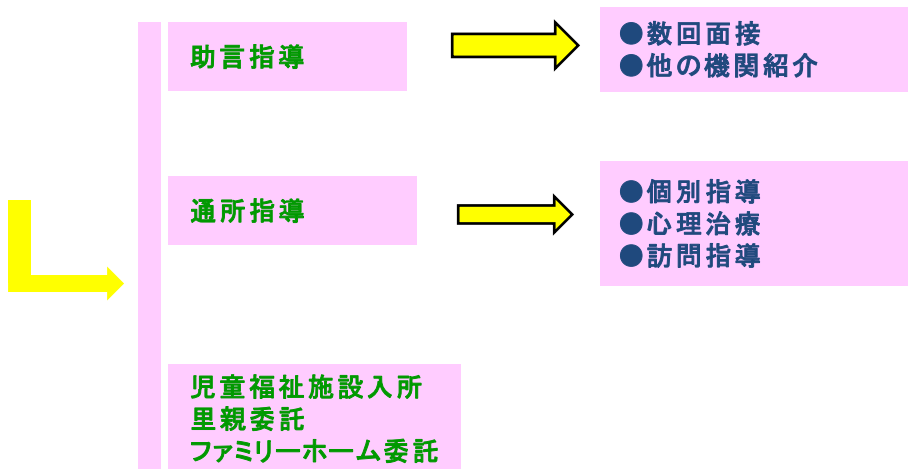 助言指導
●数回面接
●他の機関紹介
通所指導
●個別指導
●心理治療
●訪問指導
児童福祉施設入所
里親委託
ファミリーホーム委託